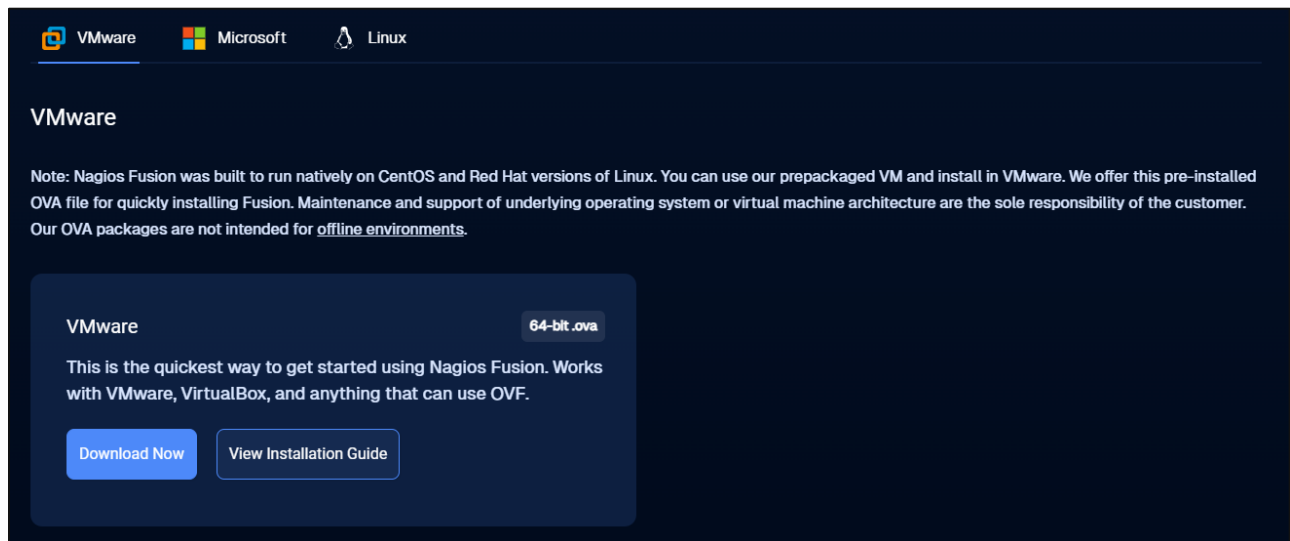 VMware Microsoft Linux
VMware
Note: Nagios Fusion was built to run natively on CentOS and Red Hat versions of Linux. You can use our prepackaged VM and install in VMware. We offer this pre-installed
OVA file for quickly installing Fusion. Maintenance and support of underlying operating system or virtual machine architecture are the sole responsibility of the customer.
Our OVA packages are not intended for offline environments.
VMware 64-bit .ova
This is the quickest way to get started using Nagios Fusion. Works
with VMware, VirtualBox, and anything that can use OVF.
Download Now View Installation Guide